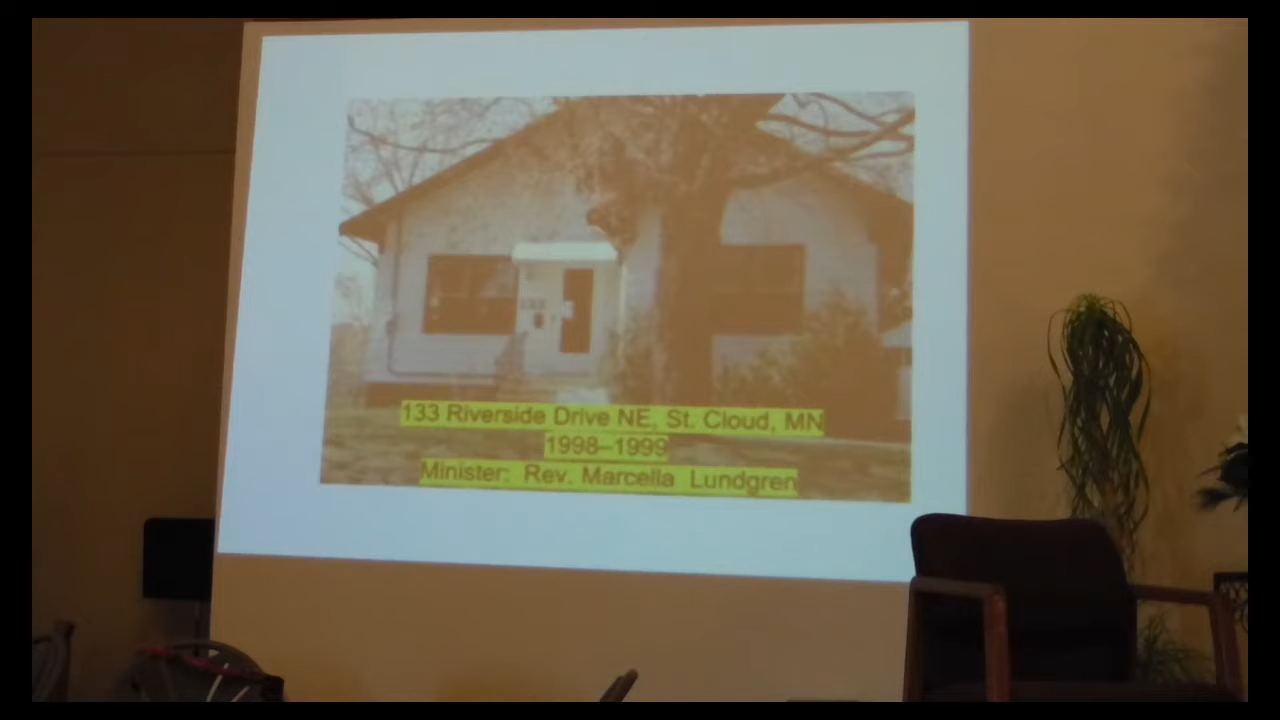 133 Riverside Drive NE, St. Cloud, MN
1998–1999
Minister: Rev. Marcella Lundgren